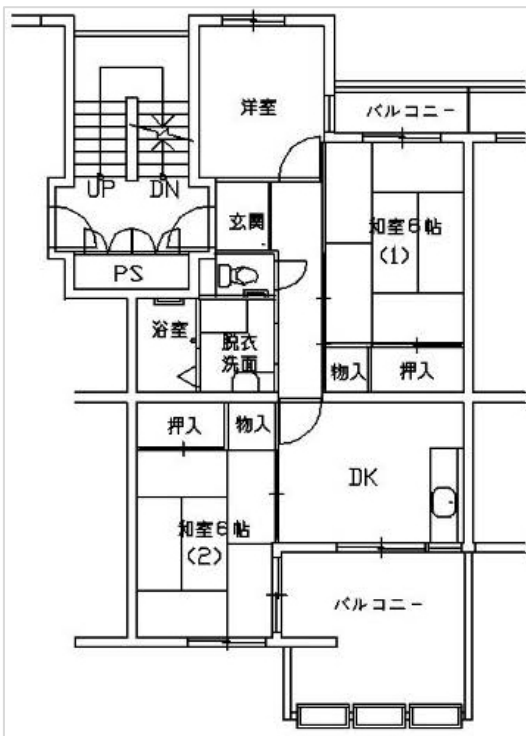 洋室
バルコニー
UP
DN
玄関
和室6帖
(1)
PS
浴室
脱衣
洗面
物入
押入
押入
物入
DK
和室6帖
(2)
バルコニー